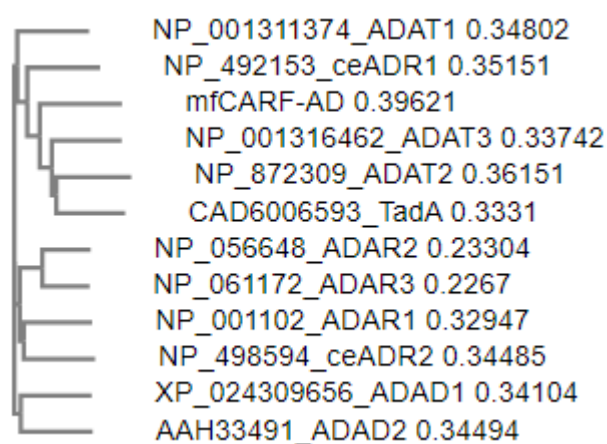 NP_001311374_ADAT1 0.34802
NP_492153_ceADR1 0.35151
mfCARF-AD 0.39621
NP_001316462_ADAT3 0.33742
NP_872309_ADAT2 0.36151
CAD6006593_TadA 0.3331
NP_056648_ADAR2 0.23304
NP_061172_ADAR3 0.2267
NP_001102_ADAR1 0.32947
NP_498594_ceADR2 0.34485
XP_024309656_ADAD1 0.34104
AAH33491_ADAD2 0.34494